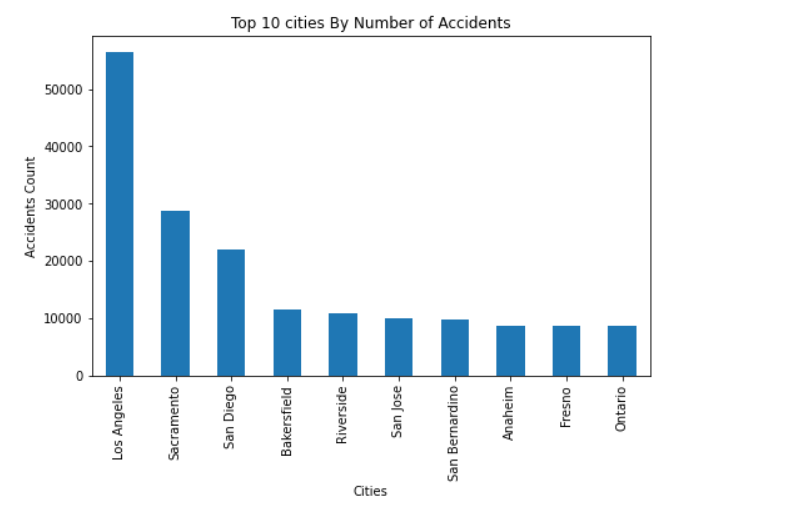 Top 10 cities By Number of Accidents
Accidents Count
50000
40000
30000
20000
10000
0
Los Angeles
Sacramento
San Diego
Bakersfield
Riverside
San Jose
San Bernardino
Anaheim
Fresno
Ontario
Cities